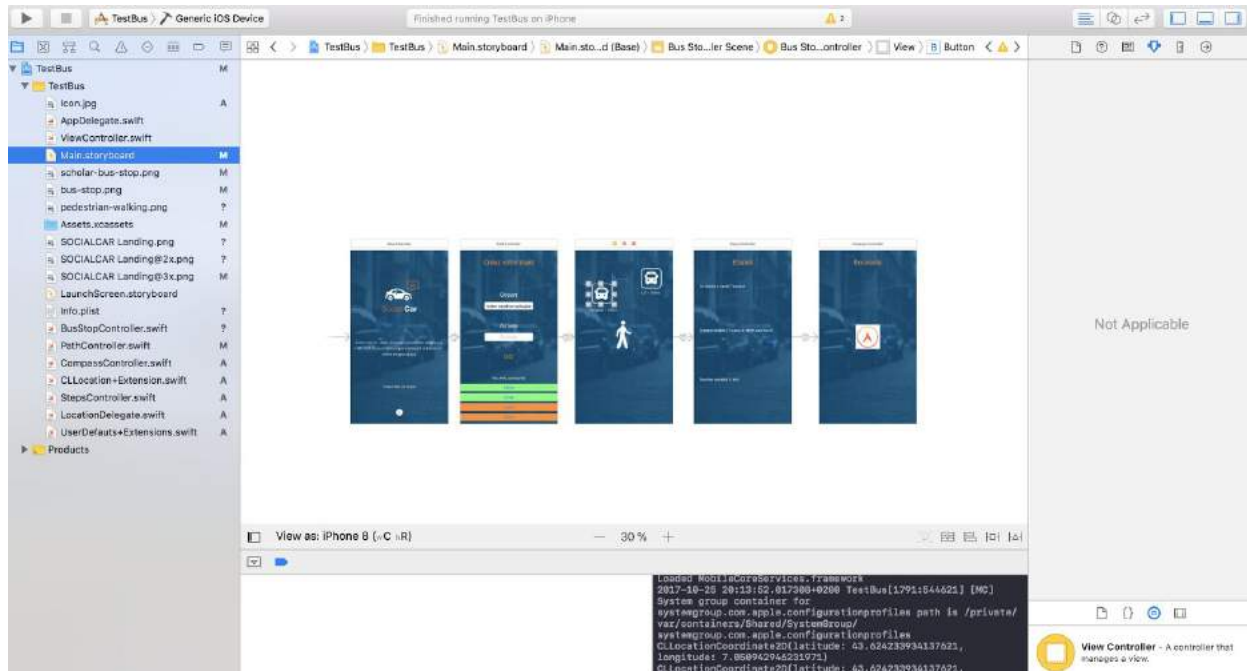 TestBus
Generic iOS Device
Finished running TestBus on iPhone
2
TestBus
TestBus
Main.storyboard
Main.sto...d (Base)
Bus Sto...ler Scene
Bus Sto...ontroller
View
B Button
TestBus M
TestBus
Icon.jpg A
AppDelegate.swift
ViewController.swift
Main.storyboard M
scholar-bus-stop.png M
bus-stop.png M
pedestrian-walking.png ?
Assets.xcassets M
SOCIALCAR Landing.png ?
SOCIALCAR Landing@2x.png ?
SOCIALCAR Landing@3x.png M
LaunchScreen.storyboard
Info.plist ?
BusStopController.swift ?
PathController.swift M
CompassController.swift A
CLLocation+Extension.swift A
StepsController.swift A
LocationDelegate.swift A
UserDefauts+Extensions.swift A
Products
SocialCar
Not Applicable
View as: iPhone 8 (wC hR)
30 %
Loaded MobileCoreServices.framework
2017-10-25 20:13:52.017300+0200 TestBus[1791:544621] [MC]
System group container for
systemgroup.com.apple.configurationprofiles path is /private/
var/containers/Shared/SystemGroup/
systemgroup.com.apple.configurationprofiles
CLLocationCoordinate2D(latitude: 43.624233934137621,
longitude: 7.050942946231971)
CLLocationCoordinate2D(latitude: 43.624233934137621,
View Controller - A controller that
manages a view.